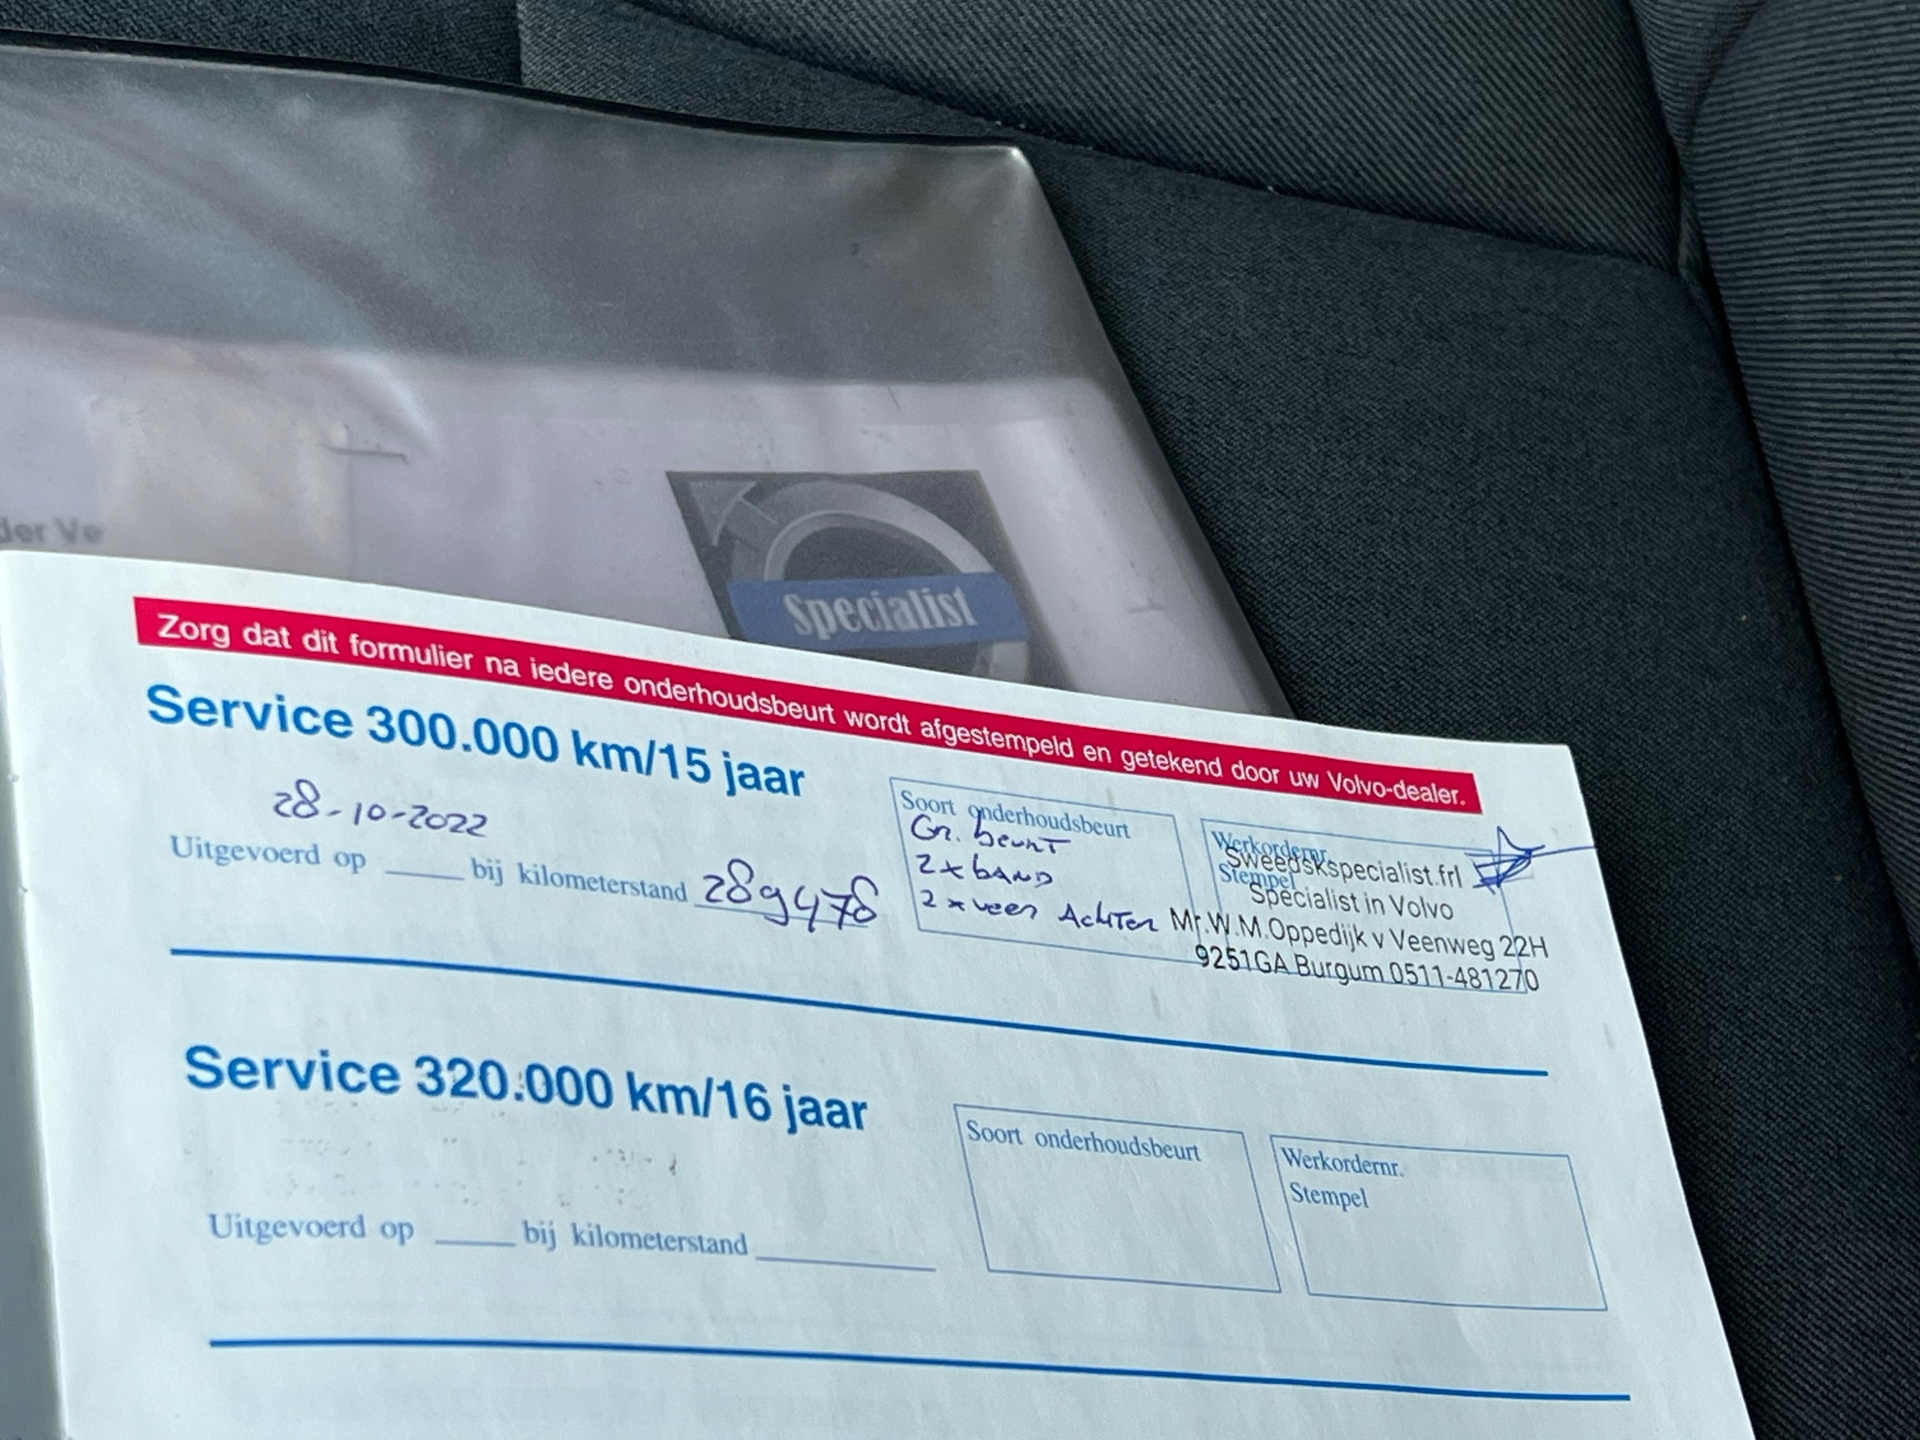 der Ve
Specialist
Zorg dat dit formulier na iedere onderhoudsbeurt wordt afgestempeld en getekend door uw Volvo-dealer.
Service 300.000 km/15 jaar
28-10-2022
Uitgevoerd op ____ bij kilometerstand 289478
Soort onderhoudsbeurt
Gr. beurt
2x band
2x veer Achter
Werkordernr.
Stempel
Sweedskspecialist.frl
Specialist in Volvo
Mr.W.M.Oppedijk v Veenweg 22H
9251GA Burgum 0511-481270
Service 320.000 km/16 jaar
Uitgevoerd op ____ bij kilometerstand ____
Soort onderhoudsbeurt
Werkordernr.
Stempel